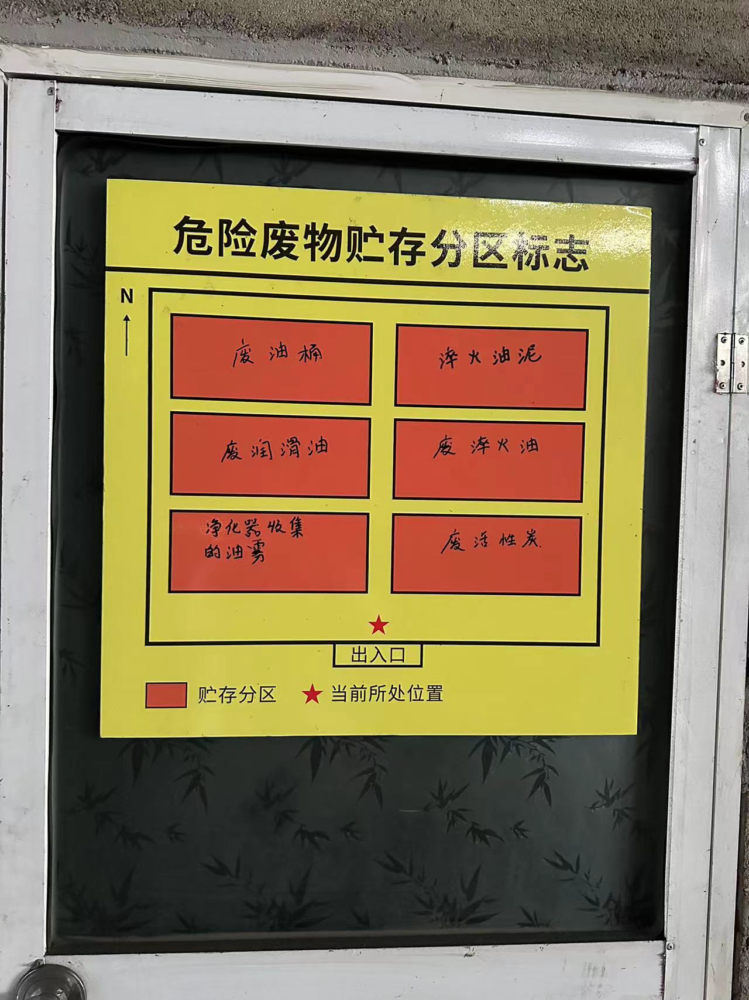 危险废物贮存分区标志
N
废油桶
淬火油泥
废润滑油
废淬火油
净化器收集
的油雾
废活性炭
出入口
贮存分区
当前所处位置